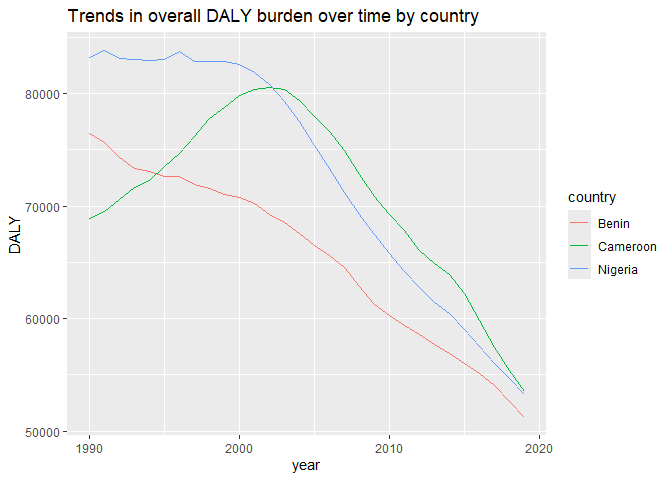 Trends in overall DALY burden over time by country
80000
70000
60000
50000
DALY
1990
2000
2010
2020
year
country
Benin
Cameroon
Nigeria